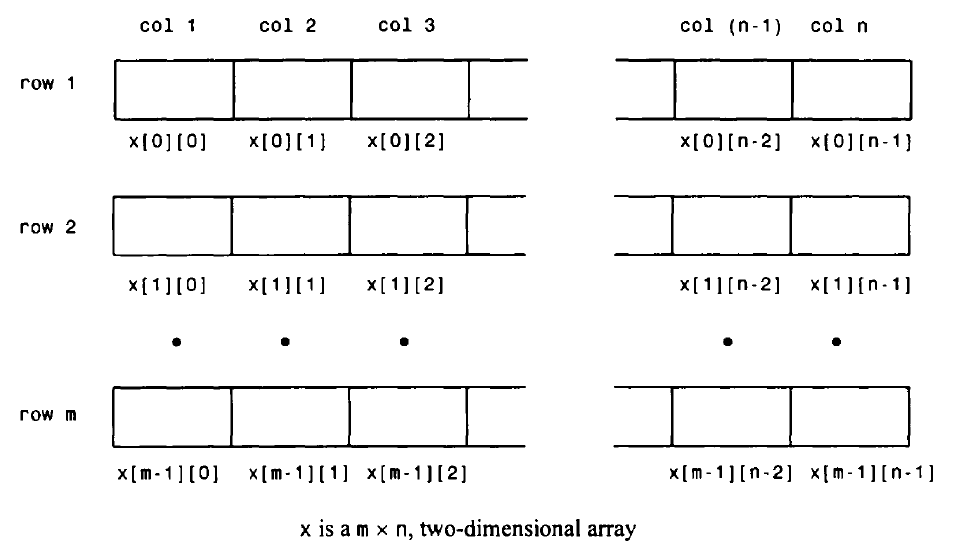 col 1 col 2 col 3 col (n-1) col n
row 1
x[0][0] x[0][1} x[0][2] x[0][n-2] x{0][n-1}
row 2
x[1][0] x[1][1] x[1][2] x[1][n-2] x[1][n-1]
row m
x[m-1][0] x[m-1][1] x[m-1][2] x[m-1][n-2] x[m-1][n-1]
x is a m × n, two-dimensional array